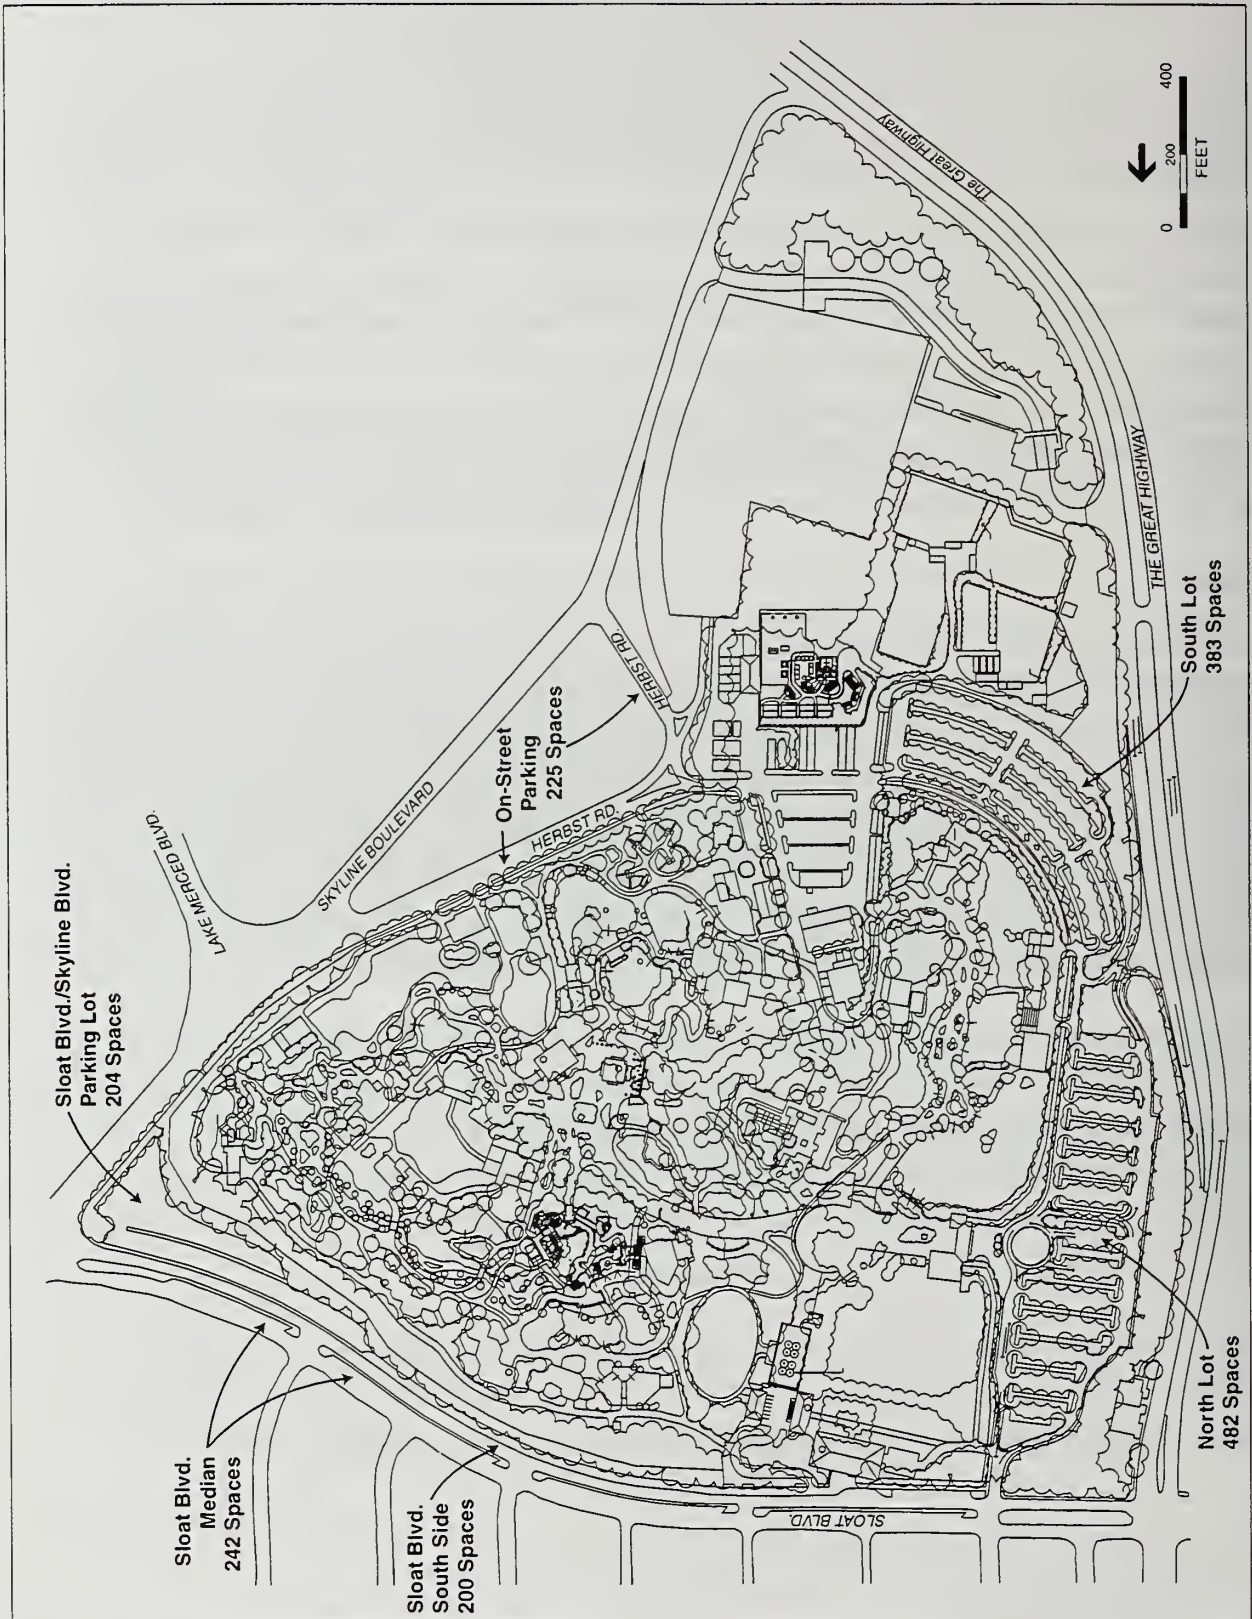 Sloat Blvd./Skyline Blvd.
Parking Lot
204 Spaces
LAKE MERCED BLVD.
SKYLINE BOULEVARD
On-Street
Parking
225 Spaces
HERBST RD.
HERBST RD.
The Great Highway
0 200 400
FEET
THE GREAT HIGHWAY
South Lot
383 Spaces
Sloat Blvd.
Median
242 Spaces
Sloat Blvd.
South Side
200 Spaces
SLOAT BLVD.
North Lot
482 Spaces